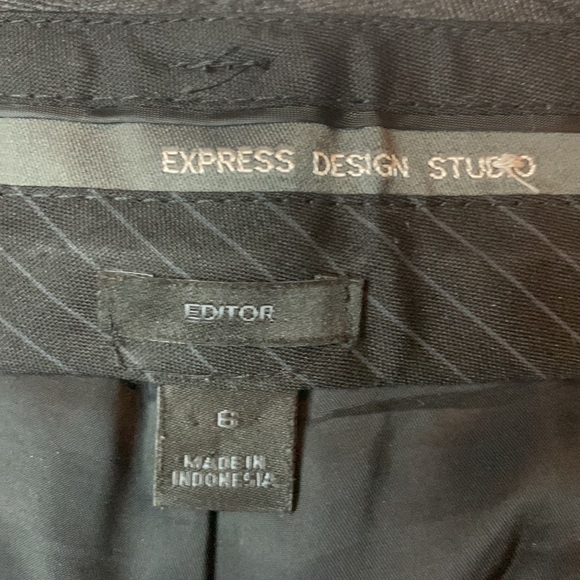 EXPRESS DESIGN STUDIO
EDITOR
6
MADE IN
INDONESIA